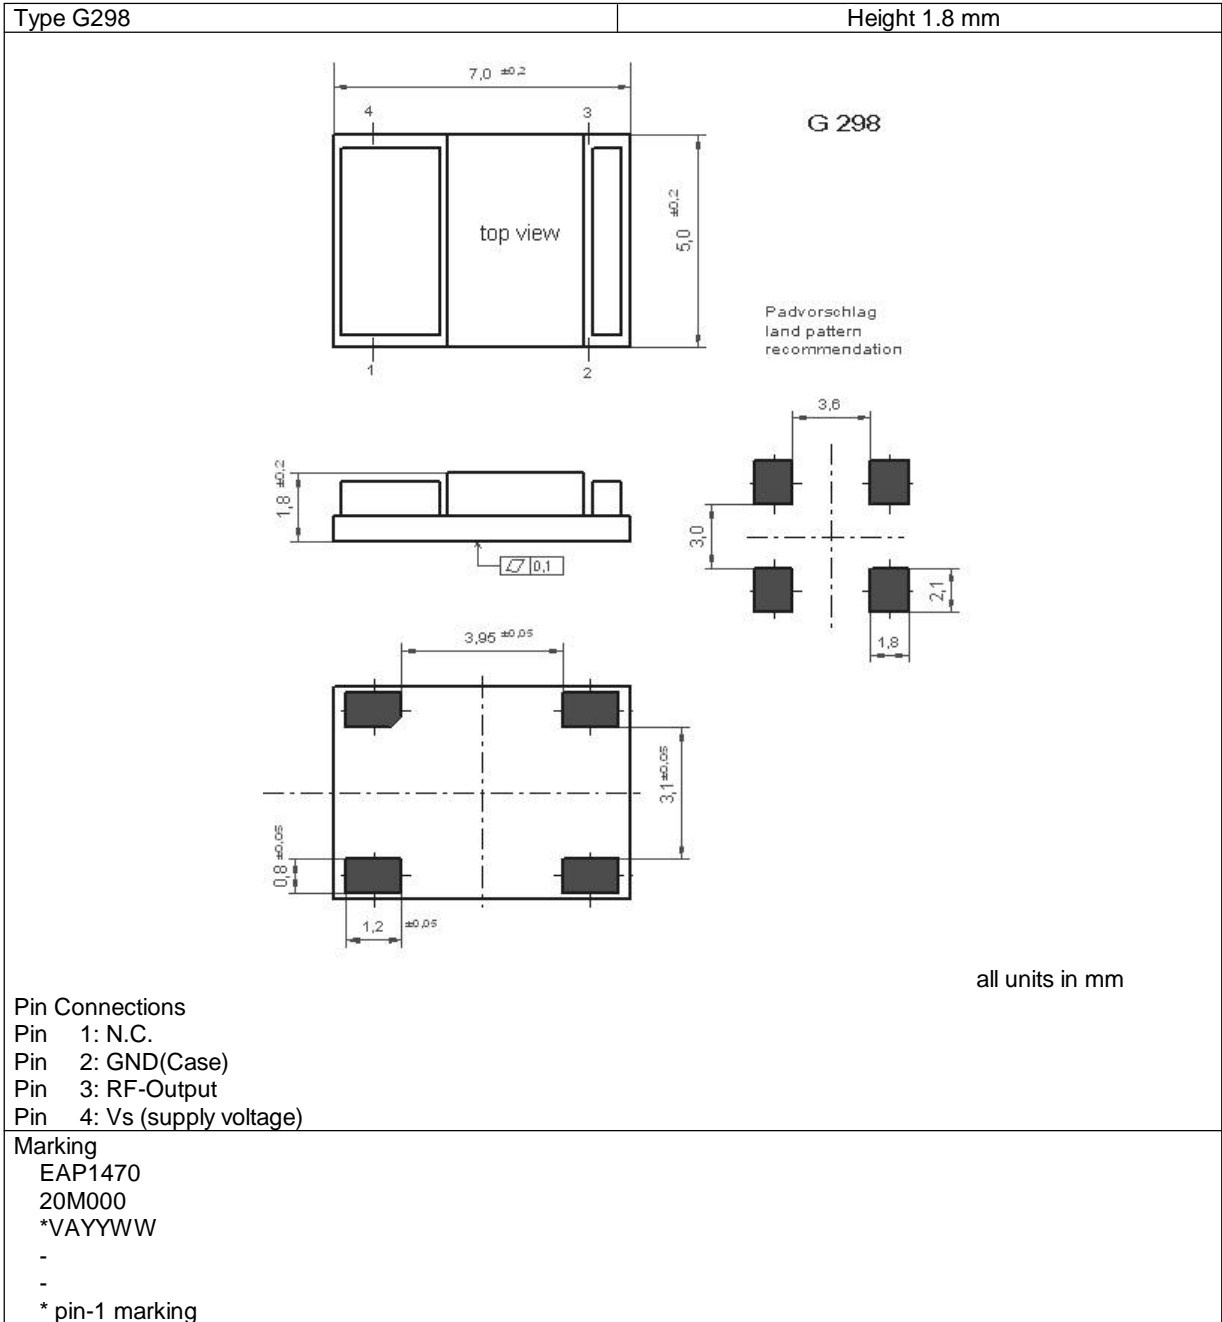 Type G298
Height 1.8 mm
7,0 ±0,2
4
3
G 298
top view
5,0 ±0,2
1
2
Padvorschlag
land pattern
recommendation
3,6
1,8 ±0,2
0,1
3,0
2,1
1,8
3,95 ±0,05
3,1 ±0,05
0,8 ±0,05
1,2 ±0,05
all units in mm
Pin Connections
Pin 1: N.C.
Pin 2: GND(Case)
Pin 3: RF-Output
Pin 4: Vs (supply voltage)
Marking
EAP1470
20M000
*VAYYWW
-
-
* pin-1 marking